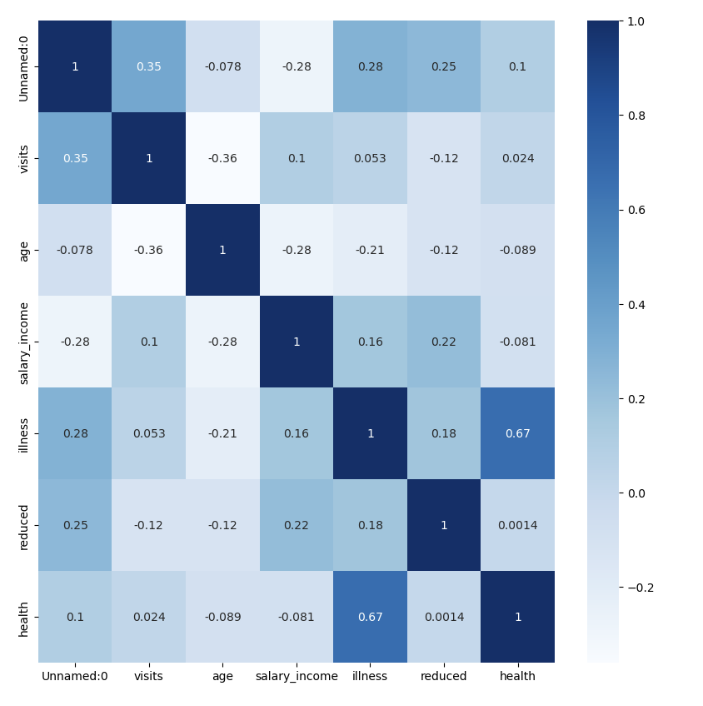 Unnamed:0 1 0.35 -0.078 -0.28 0.28 0.25 0.1
visits 0.35 1 -0.36 0.1 0.053 -0.12 0.024
age -0.078 -0.36 1 -0.28 -0.21 -0.12 -0.089
salary_income -0.28 0.1 -0.28 1 0.16 0.22 -0.081
illness 0.28 0.053 -0.21 0.16 1 0.18 0.67
reduced 0.25 -0.12 -0.12 0.22 0.18 1 0.0014
health 0.1 0.024 -0.089 -0.081 0.67 0.0014 1
Unnamed:0 visits age salary_income illness reduced health
1.0
0.8
0.6
0.4
0.2
0.0
−0.2